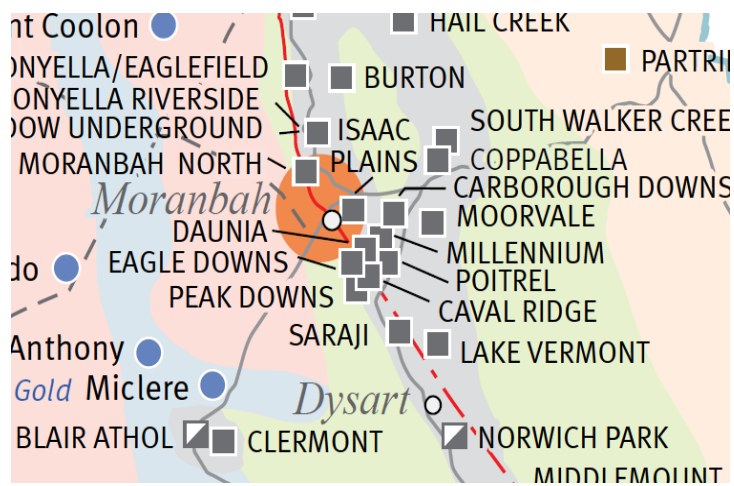 nt Coolon
HAIL CREEK
ONYELLA/EAGLEFIELD
BURTON
PARTRI
ONYELLA RIVERSIDE
OW UNDERGROUND
ISAAC
PLAINS
SOUTH WALKER CREE
MORANBAH NORTH
COPPABELLA
Moranbah
CARBOROUGH DOWNS
MOORVALE
DAUNIA
MILLENNIUM
EAGLE DOWNS
POITREL
PEAK DOWNS
CAVAL RIDGE
do
SARAJI
LAKE VERMONT
Anthony
Gold Miclere
Dysart
BLAIR ATHOL
CLERMONT
NORWICH PARK
MIDDLEMOUNT